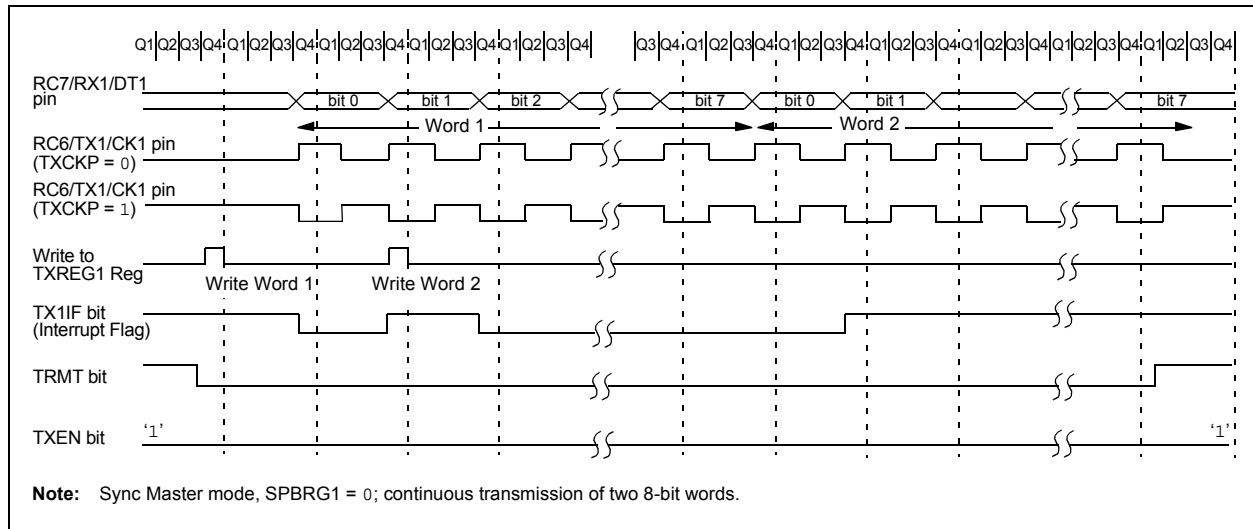 Q1 Q2 Q3 Q4 Q1 Q2 Q3 Q4 Q1 Q2 Q3 Q4 Q1 Q2 Q3 Q4 Q1 Q2 Q3 Q4 Q3 Q4 Q1 Q2 Q3 Q4 Q1 Q2 Q3 Q4 Q1 Q2 Q3 Q4 Q1 Q2 Q3 Q4 Q1 Q2 Q3 Q4 Q1 Q2 Q3 Q4
RC7/RX1/DT1
pin
bit 0 bit 1 bit 2 bit 7 bit 0 bit 1 bit 7
Word 1 Word 2
RC6/TX1/CK1 pin
(TXCKP = 0)
RC6/TX1/CK1 pin
(TXCKP = 1)
Write to
TXREG1 Reg
Write Word 1 Write Word 2
TX1IF bit
(Interrupt Flag)
TRMT bit
TXEN bit ‘1’ ‘1’
Note: Sync Master mode, SPBRG1 = 0; continuous transmission of two 8-bit words.